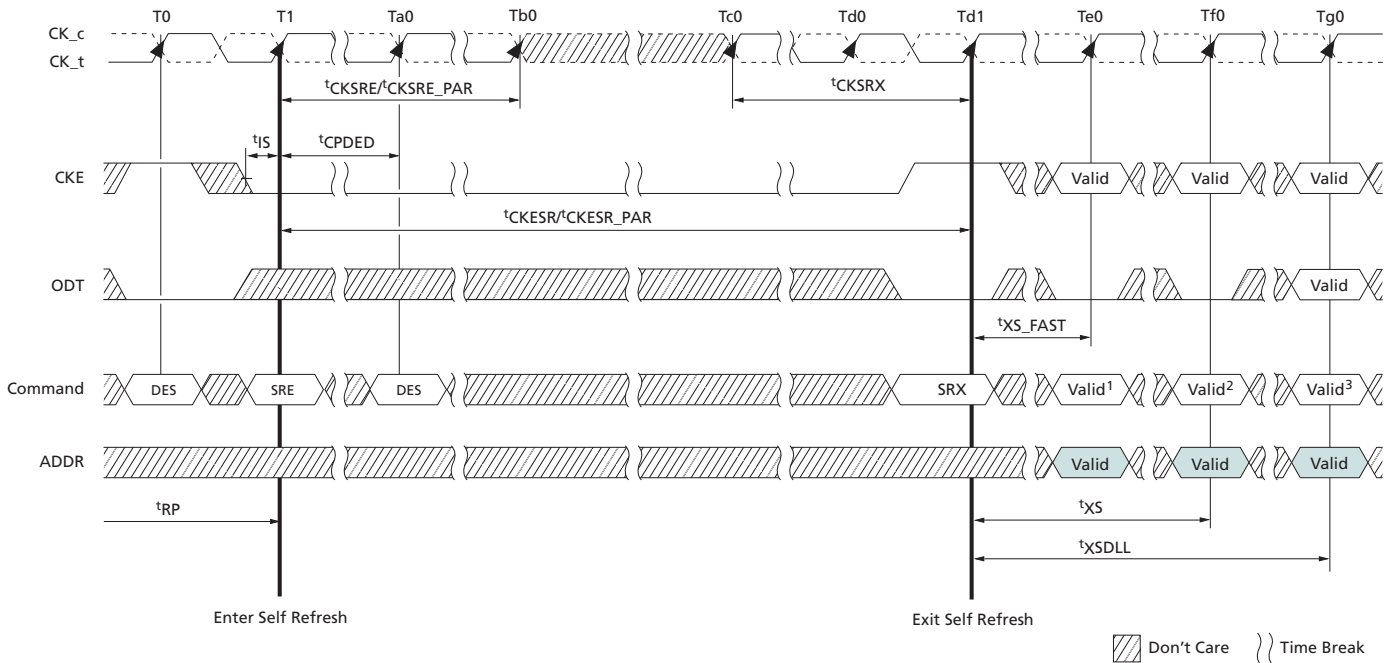 T0 T1 Ta0 Tb0 Tc0 Td0 Td1 Te0 Tf0 Tg0
CK_c
CK_t
tCKSRE/tCKSRE_PAR tCKSRX
tIS tCPDED
CKE Valid Valid Valid
tCKESR/tCKESR_PAR
ODT Valid
tXS_FAST
Command DES SRE DES SRX Valid1 Valid2 Valid3
ADDR Valid Valid Valid
tRP tXS
tXSDLL
Enter Self Refresh Exit Self Refresh
Don't Care Time Break